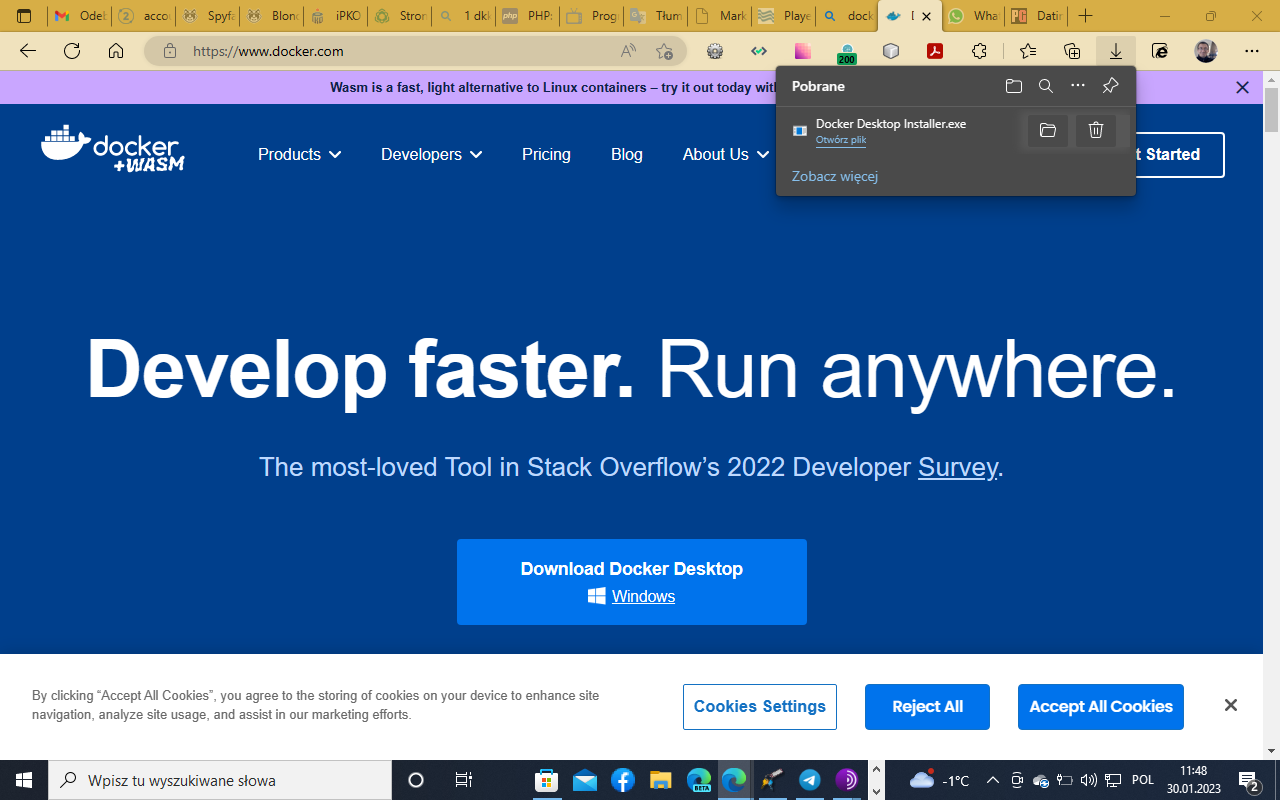 Odeb
acco
Spyfa
Blonc
iPKO
Stror
1 dkl
PHP:
Prog
Tłum
Mark
Playe
dock
Wha
Datir
https://www.docker.com
200
Wasm is a fast, light alternative to Linux containers – try it out today with
Pobrane
Docker Desktop Installer.exe
Otwórz plik
Zobacz więcej
docker
+WASM
Products
Developers
Pricing
Blog
About Us
t Started
Develop faster. Run anywhere.
The most-loved Tool in Stack Overflow’s 2022 Developer Survey.
Download Docker Desktop
Windows
By clicking “Accept All Cookies”, you agree to the storing of cookies on your device to enhance site
navigation, analyze site usage, and assist in our marketing efforts.
Cookies Settings
Reject All
Accept All Cookies
Wpisz tu wyszukiwane słowa
BETA
-1°C
POL
11:48
30.01.2023
2